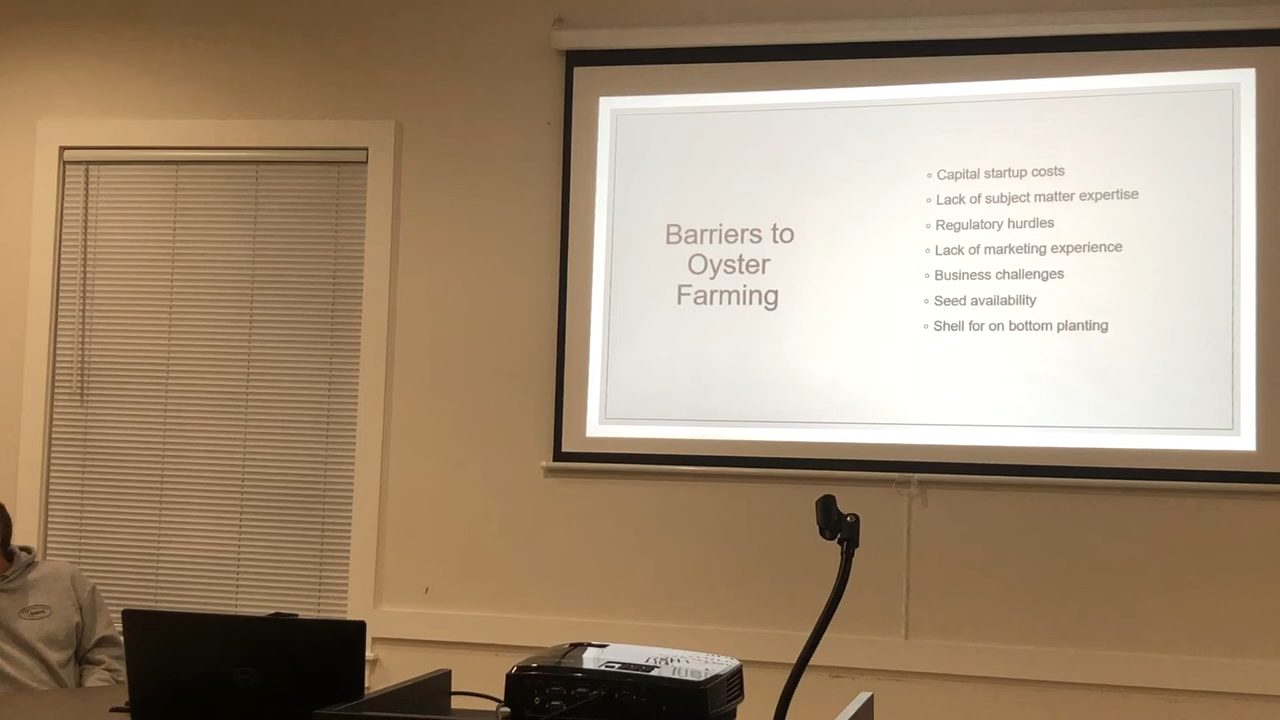 Barriers to
Oyster
Farming
Capital startup costs
Lack of subject matter expertise
Regulatory hurdles
Lack of marketing experience
Business challenges
Seed availability
Shell for on bottom planting